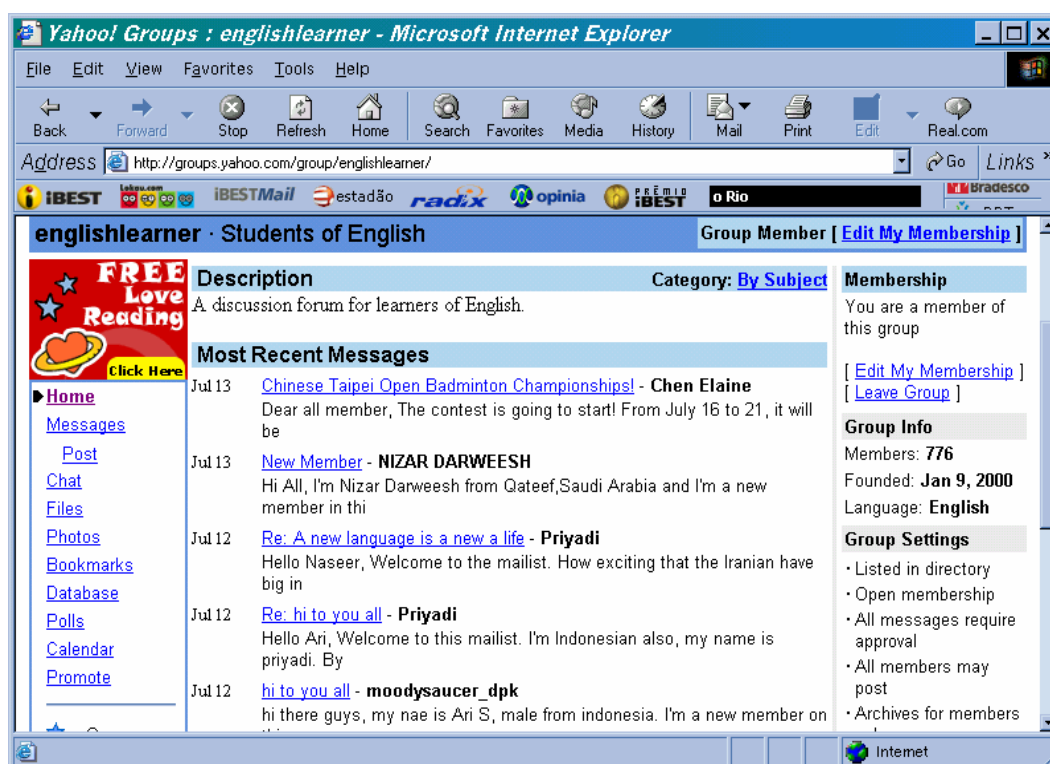 Yahoo! Groups : englishlearner - Microsoft Internet Explorer
File Edit View Favorites Tools Help
Back Forward Stop Refresh Home Search Favorites Media History Mail Print Edit Real.com
Address http://groups.yahoo.com/group/englishlearner/ Go Links »
iBEST Lokau.com iBESTMail estadão radix opinia PRÊMIO iBEST o Rio Bradesco
englishlearner · Students of English
Group Member [ Edit My Membership ]
FREE
Love
Reading
Click Here
Home
Messages
Post
Chat
Files
Photos
Bookmarks
Database
Polls
Calendar
Promote
Description Category: By Subject
A discussion forum for learners of English.
Most Recent Messages
Jul 13 Chinese Taipei Open Badminton Championships! - Chen Elaine
Dear all member, The contest is going to start! From July 16 to 21, it will
be
Jul 13 New Member - NIZAR DARWEESH
Hi All, I'm Nizar Darweesh from Qateef,Saudi Arabia and I'm a new
member in thi
Jul 12 Re: A new language is a new a life - Priyadi
Hello Naseer, Welcome to the mailist. How exciting that the Iranian have
big in
Jul 12 Re: hi to you all - Priyadi
Hello Ari, Welcome to this mailist. I'm Indonesian also, my name is
priyadi. By
Jul 12 hi to you all - moodysaucer_dpk
hi there guys, my nae is Ari S, male from indonesia. I'm a new member on
Membership
You are a member of
this group
[ Edit My Membership ]
[ Leave Group ]
Group Info
Members: 776
Founded: Jan 9, 2000
Language: English
Group Settings
· Listed in directory
· Open membership
· All messages require
approval
· All members may
post
· Archives for members
Internet